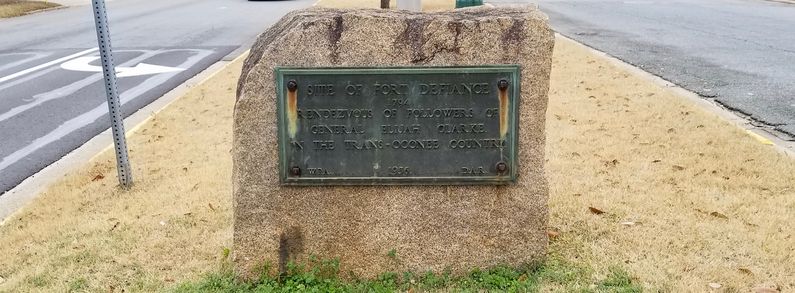 SITE OF FORT DEFIANCE
1794
RENDEZVOUS OF FOLLOWERS OF
GENERAL ELIJAH CLARKE
IN THE TRANS-OCONEE COUNTRY
W.P.A. 1936 D.A.R.